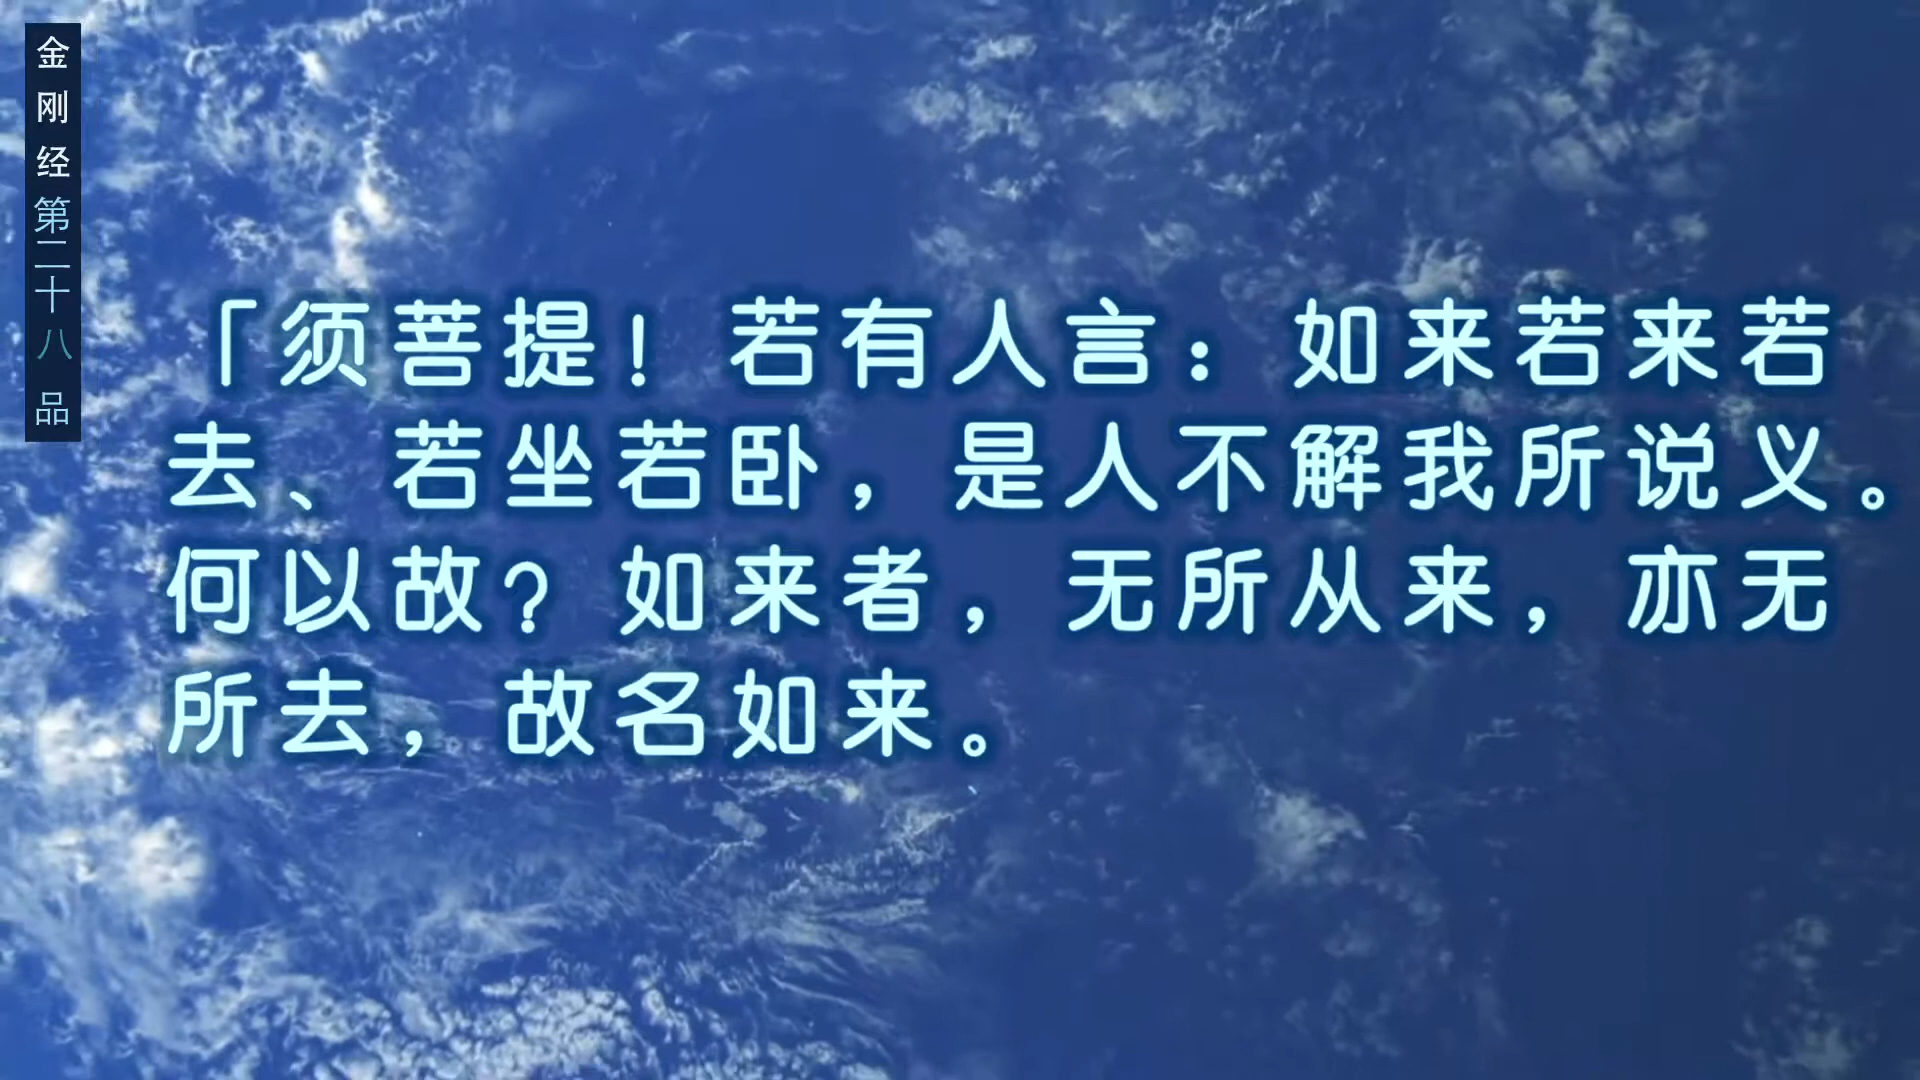 金刚经第二十八品
「须菩提！若有人言：如来若来若
去、若坐若卧，是人不解我所说义。
何以故？如来者，无所从来，亦无
所去，故名如来。